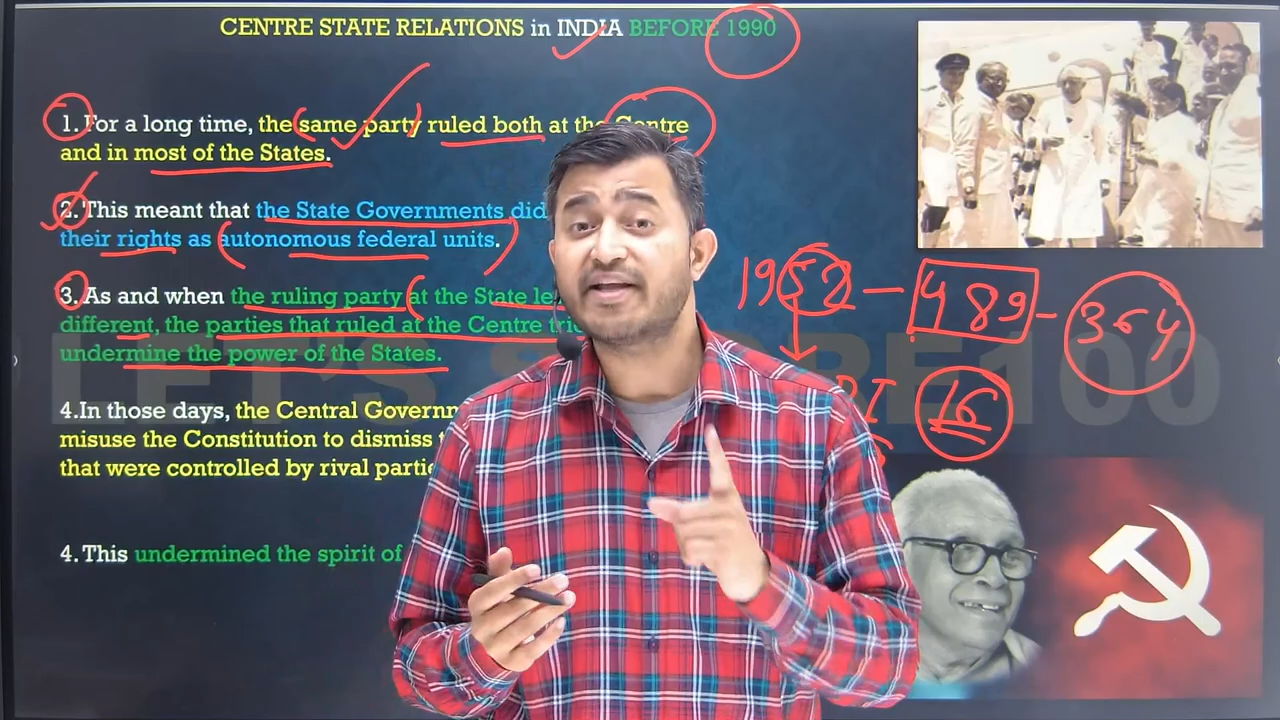 CENTRE STATE RELATIONS in INDIA BEFORE 1990
1. For a long time, the same party ruled both at the Centre
and in most of the States.
2. This meant that the State Governments did
their rights as autonomous federal units.
3. As and when the ruling party at the State le
different, the parties that ruled at the Centre trie
undermine the power of the States.
4.In those days, the Central Governm
misuse the Constitution to dismiss t
that were controlled by rival partie
4. This undermined the spirit of
1952 - 489 - 364
16
LET'S 100